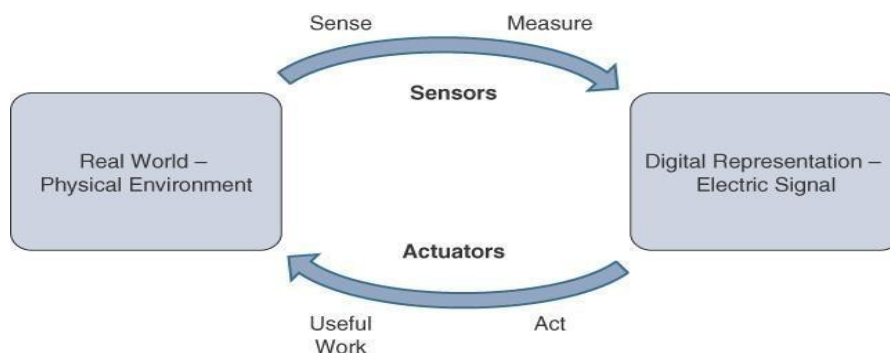 Sense
Measure
Sensors
Real World –
Physical Environment
Digital Representation –
Electric Signal
Actuators
Useful
Work
Act